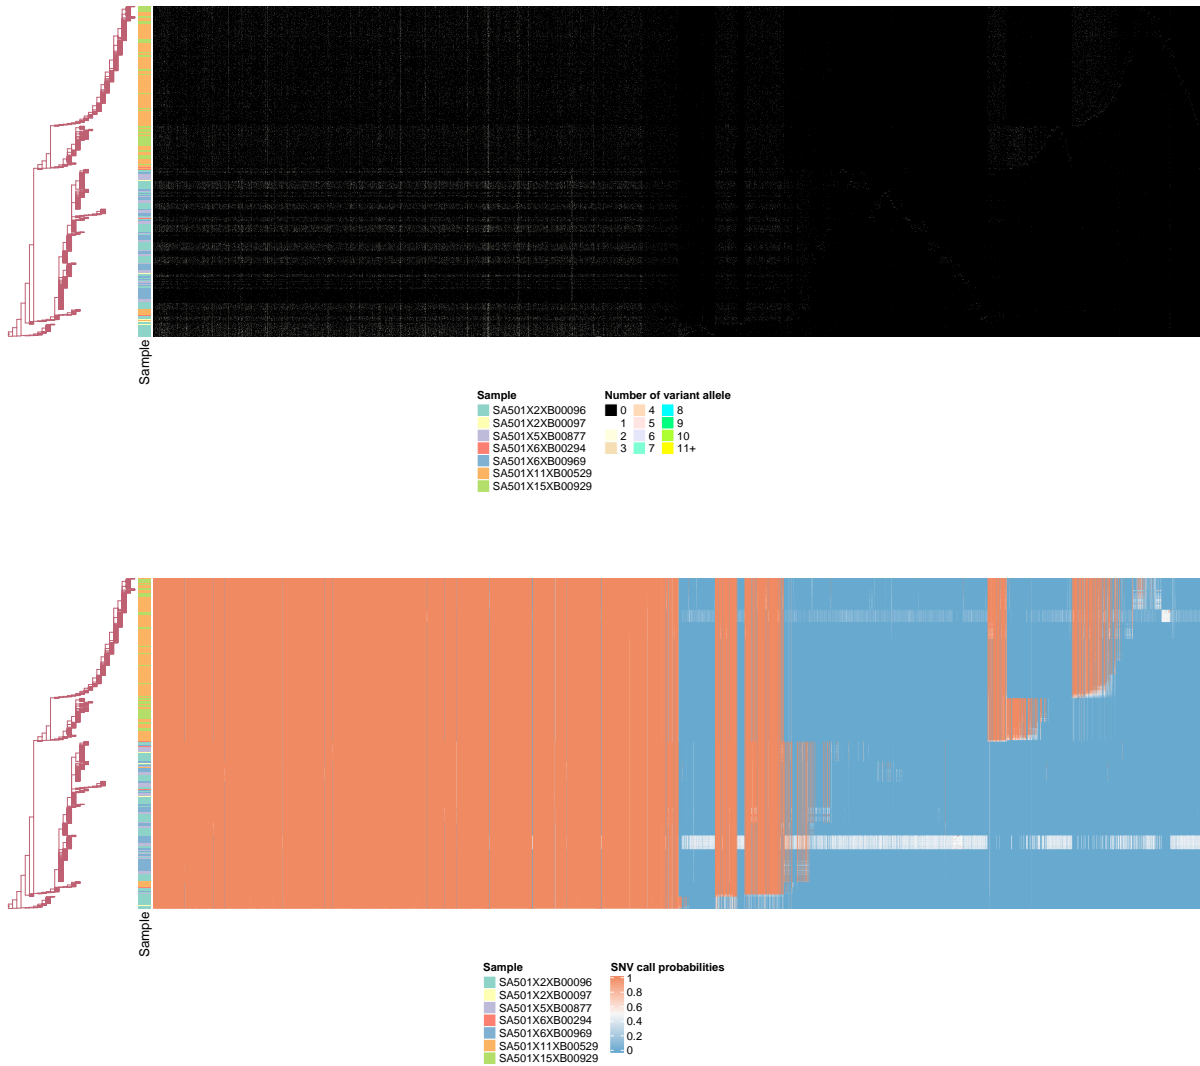 Sample
Sample Number of variant allele
SA501X2XB00096 0 4 8
SA501X2XB00097 1 5 9
SA501X5XB00877 2 6 10
SA501X6XB00294 3 7 11+
SA501X6XB00969
SA501X11XB00529
SA501X15XB00929
Sample
Sample SNV call probabilities
SA501X2XB00096 1
SA501X2XB00097 0.8
SA501X5XB00877 0.6
SA501X6XB00294 0.4
SA501X6XB00969 0.2
SA501X11XB00529 0
SA501X15XB00929